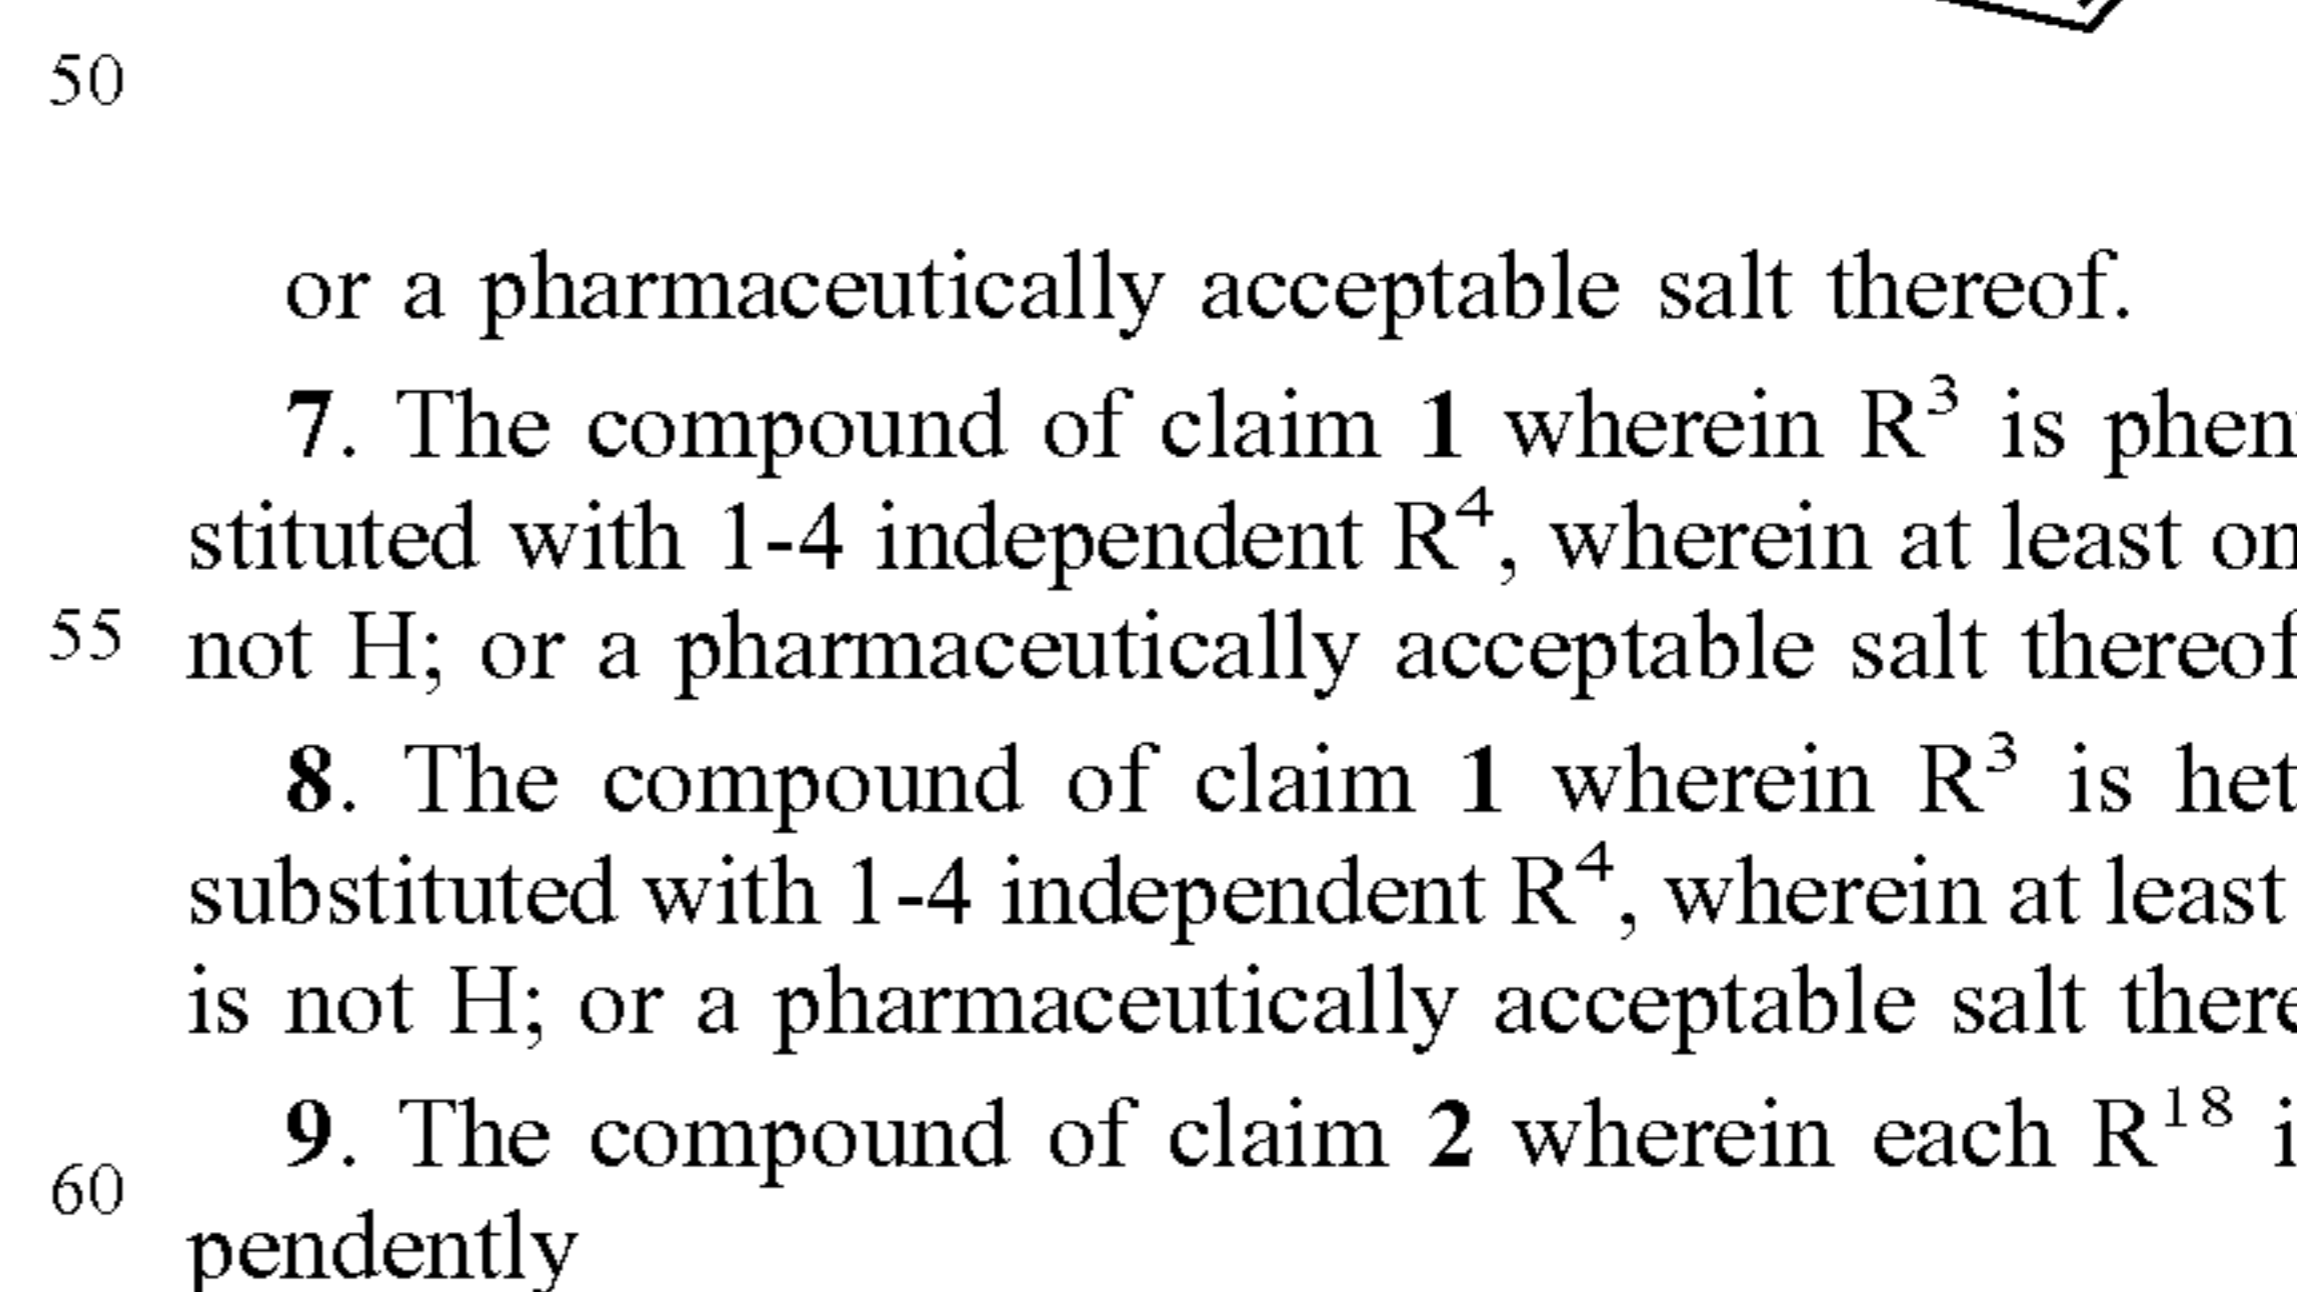 50
or a pharmaceutically acceptable salt thereof.
7. The compound of claim 1 wherein R³ is phen
stituted with 1-4 independent R⁴, wherein at least on
55 not H; or a pharmaceutically acceptable salt thereof
8. The compound of claim 1 wherein R³ is het
substituted with 1-4 independent R⁴, wherein at least
is not H; or a pharmaceutically acceptable salt there
9. The compound of claim 2 wherein each R¹⁸ i
60
pendently